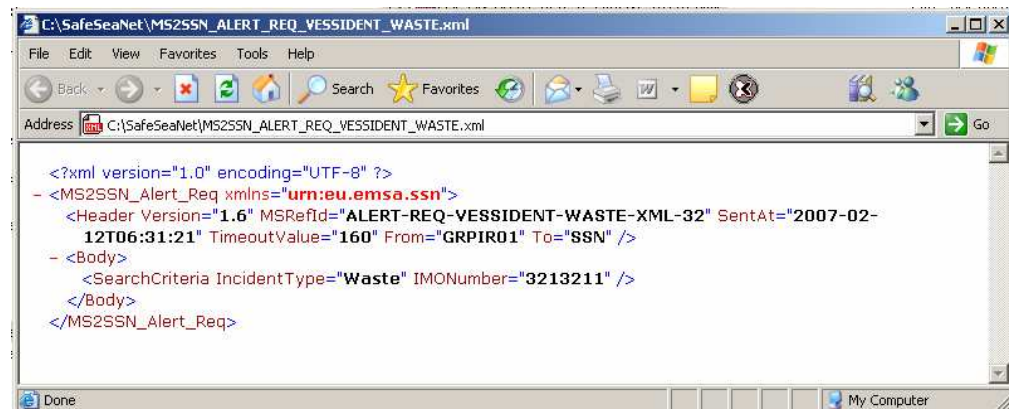 C:\SafeSeaNet\MS2SSN_ALERT_REQ_VESSIDENT_WASTE.xml
File Edit View Favorites Tools Help
Back Search Favorites
Address C:\SafeSeaNet\MS2SSN_ALERT_REQ_VESSIDENT_WASTE.xml Go
<?xml version="1.0" encoding="UTF-8" ?>
- <MS2SSN_Alert_Req xmlns="urn:eu.emsa.ssn">
<Header Version="1.6" MSRefId="ALERT-REQ-VESSIDENT-WASTE-XML-32" SentAt="2007-02-
12T06:31:21" TimeoutValue="160" From="GRPIR01" To="SSN" />
- <Body>
<SearchCriteria IncidentType="Waste" IMONumber="3213211" />
</Body>
</MS2SSN_Alert_Req>
Done My Computer